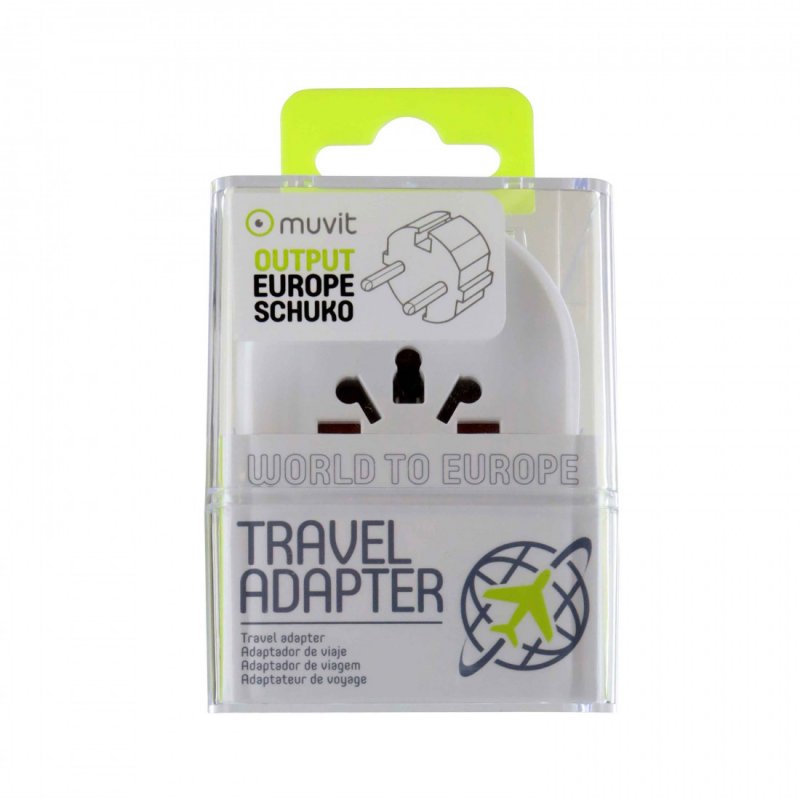 muvit
OUTPUT
EUROPE
SCHUKO
WORLD TO EUROPE
TRAVEL
ADAPTER
Travel adapter
Adaptador de viaje
Adaptador de viagem
Adaptateur de voyage